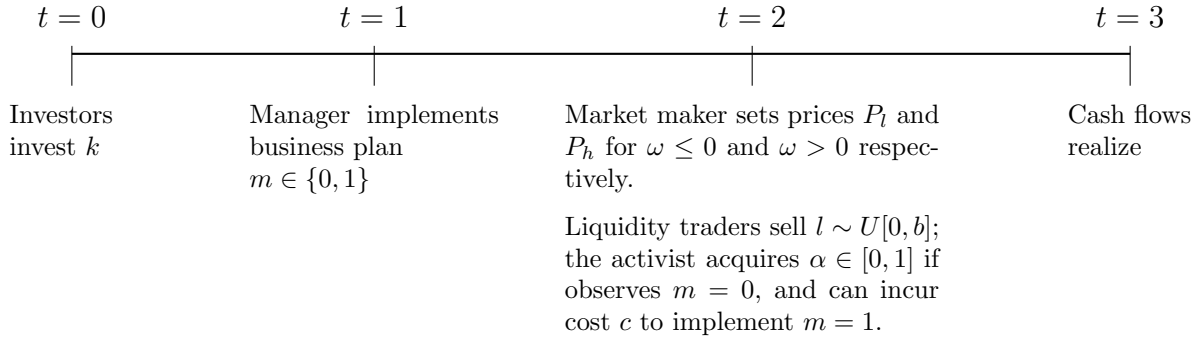 t = 0 t = 1 t = 2 t = 3
Investors
invest k
Manager implements
business plan
m ∈ {0, 1}
Market maker sets prices P_l and
P_h for ω ≤ 0 and ω > 0 respec-
tively.
Liquidity traders sell l ∼ U[0, b];
the activist acquires α ∈ [0, 1] if
observes m = 0, and can incur
cost c to implement m = 1.
Cash flows
realize